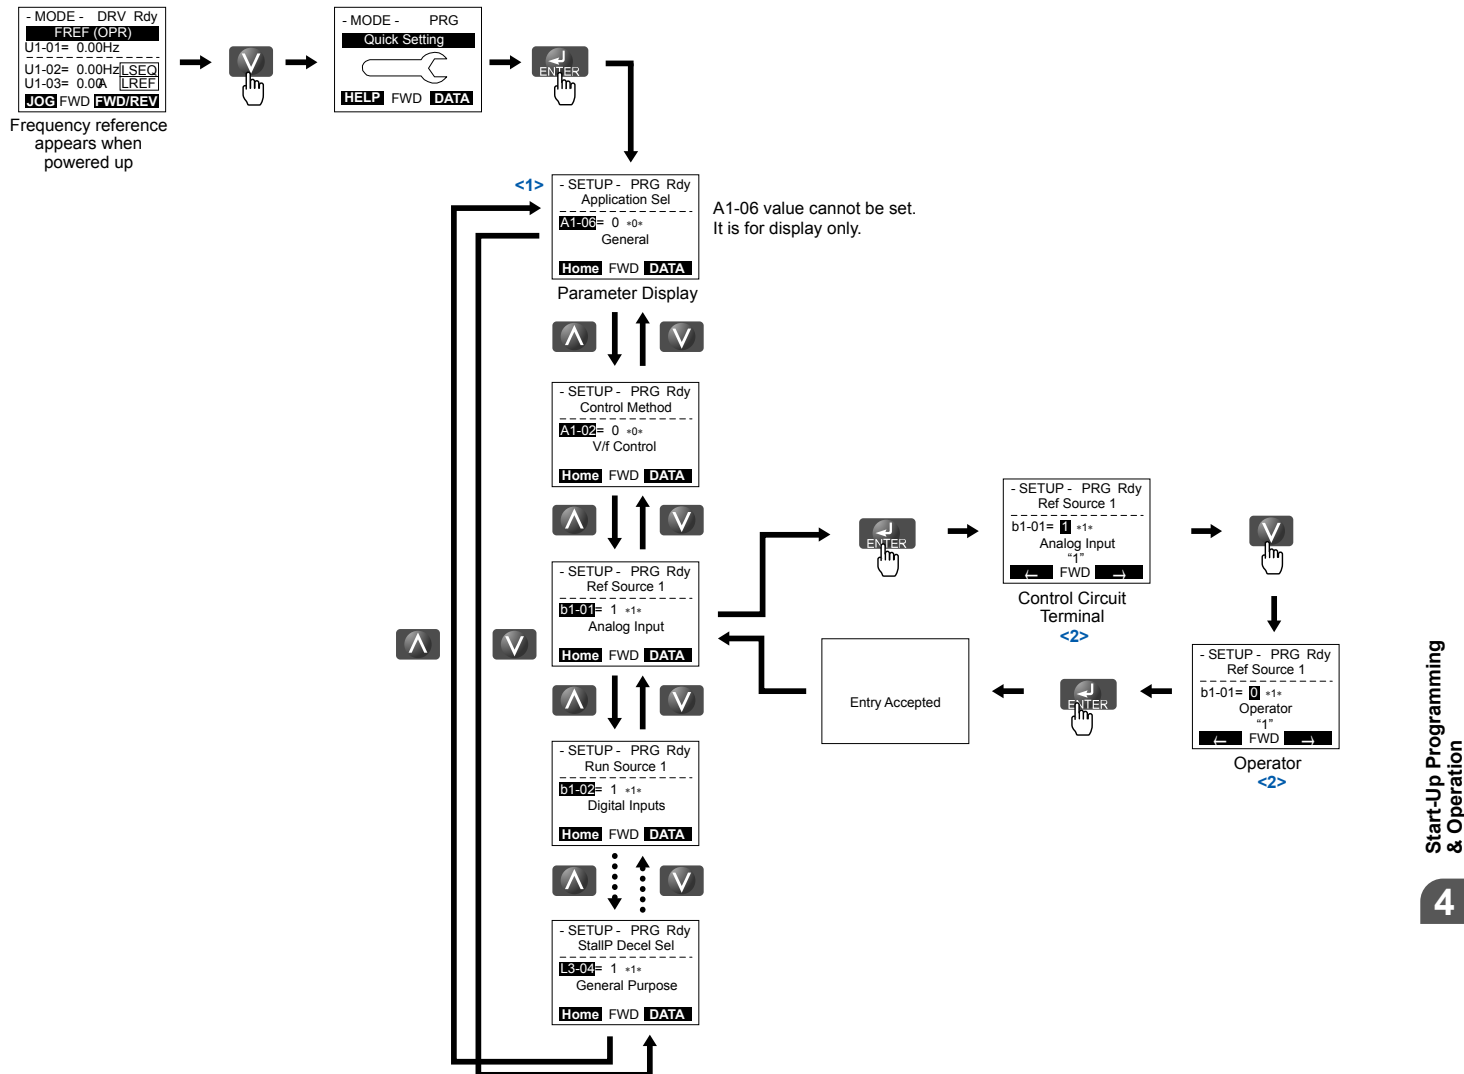 - MODE - DRV Rdy
FREF (OPR)
U1-01= 0.00Hz
U1-02= 0.00Hz LSEQ
U1-03= 0.00A LREF
JOG FWD FWD/REV
Frequency reference
appears when
powered up
- MODE - PRG
Quick Setting
HELP FWD DATA
ENTER
<1>
- SETUP - PRG Rdy
Application Sel
A1-06= 0 *0*
General
Home FWD DATA
Parameter Display
A1-06 value cannot be set.
It is for display only.
- SETUP - PRG Rdy
Control Method
A1-02= 0 *0*
V/f Control
Home FWD DATA
- SETUP - PRG Rdy
Ref Source 1
b1-01= 1 *1*
Analog Input
Home FWD DATA
ENTER
- SETUP - PRG Rdy
Ref Source 1
b1-01= 1 *1*
Analog Input
“1”
← FWD →
Control Circuit
Terminal
<2>
- SETUP - PRG Rdy
Ref Source 1
b1-01= 0 *1*
Operator
“1”
← FWD →
Operator
<2>
ENTER
Entry Accepted
- SETUP - PRG Rdy
Run Source 1
b1-02= 1 *1*
Digital Inputs
Home FWD DATA
- SETUP - PRG Rdy
StallP Decel Sel
L3-04= 1 *1*
General Purpose
Home FWD DATA
Start-Up Programming
& Operation
4